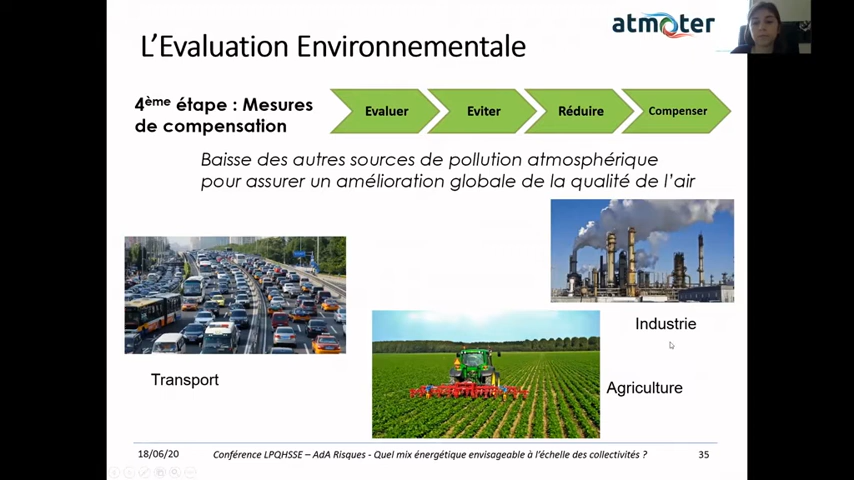 atmoter
L'Evaluation Environnementale
4ème étape : Mesures
de compensation
Evaluer
Eviter
Réduire
Compenser
Baisse des autres sources de pollution atmosphérique
pour assurer un amélioration globale de la qualité de l'air
Industrie
Transport
Agriculture
18/06/20
Conférence LPQHSSE – AdA Risques - Quel mix énergétique envisageable à l'échelle des collectivités ?
35